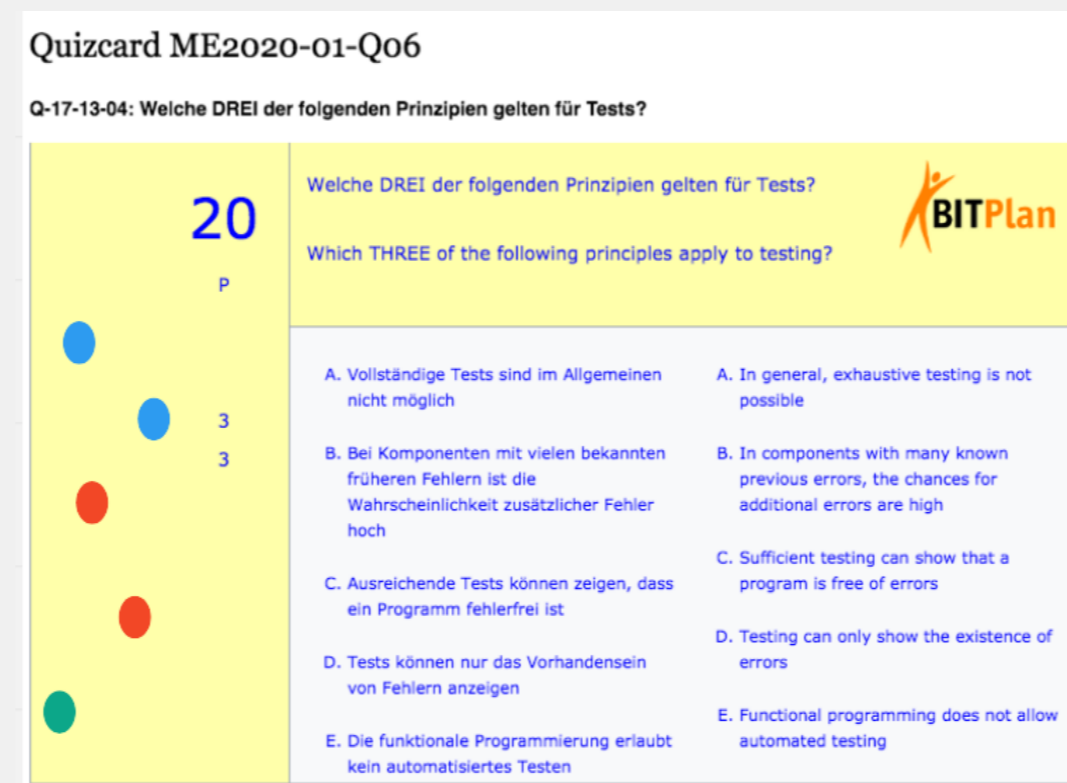 Quizcard ME2020-01-Q06
Q-17-13-04: Welche DREI der folgenden Prinzipien gelten für Tests?
20
P
3
3
Welche DREI der folgenden Prinzipien gelten für Tests?
Which THREE of the following principles apply to testing?
BITPlan
A. Vollständige Tests sind im Allgemeinen
nicht möglich
B. Bei Komponenten mit vielen bekannten
früheren Fehlern ist die
Wahrscheinlichkeit zusätzlicher Fehler
hoch
C. Ausreichende Tests können zeigen, dass
ein Programm fehlerfrei ist
D. Tests können nur das Vorhandensein
von Fehlern anzeigen
E. Die funktionale Programmierung erlaubt
kein automatisiertes Testen
A. In general, exhaustive testing is not
possible
B. In components with many known
previous errors, the chances for
additional errors are high
C. Sufficient testing can show that a
program is free of errors
D. Testing can only show the existence of
errors
E. Functional programming does not allow
automated testing